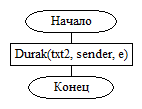 Начало
Durak(txt2, sender, e)
Конец